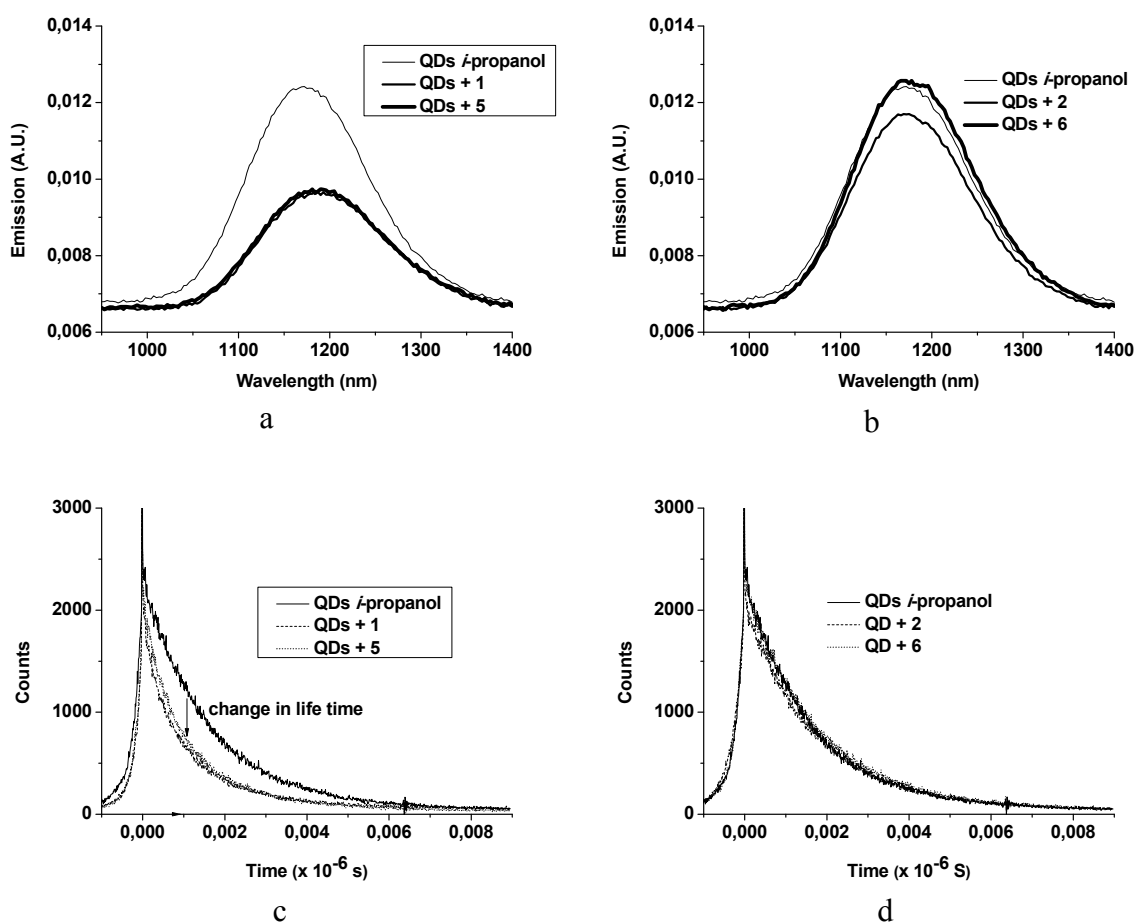 0,014
0,012
0,010
0,008
0,006
Emission (A.U.)
QDs i-propanol
QDs + 1
QDs + 5
1000 1100 1200 1300 1400
Wavelength (nm)
a
0,014
0,012
0,010
0,008
0,006
Emission (A.U.)
QDs i-propanol
QDs + 2
QDs + 6
1000 1100 1200 1300 1400
Wavelength (nm)
b
3000
2000
1000
0
Counts
QDs i-propanol
QDs + 1
QDs + 5
change in life time
0,000 0,002 0,004 0,006 0,008
Time (x 10-6 s)
c
3000
2000
1000
0
Counts
QDs i-propanol
QD + 2
QD + 6
0,000 0,002 0,004 0,006 0,008
Time (x 10-6 S)
d